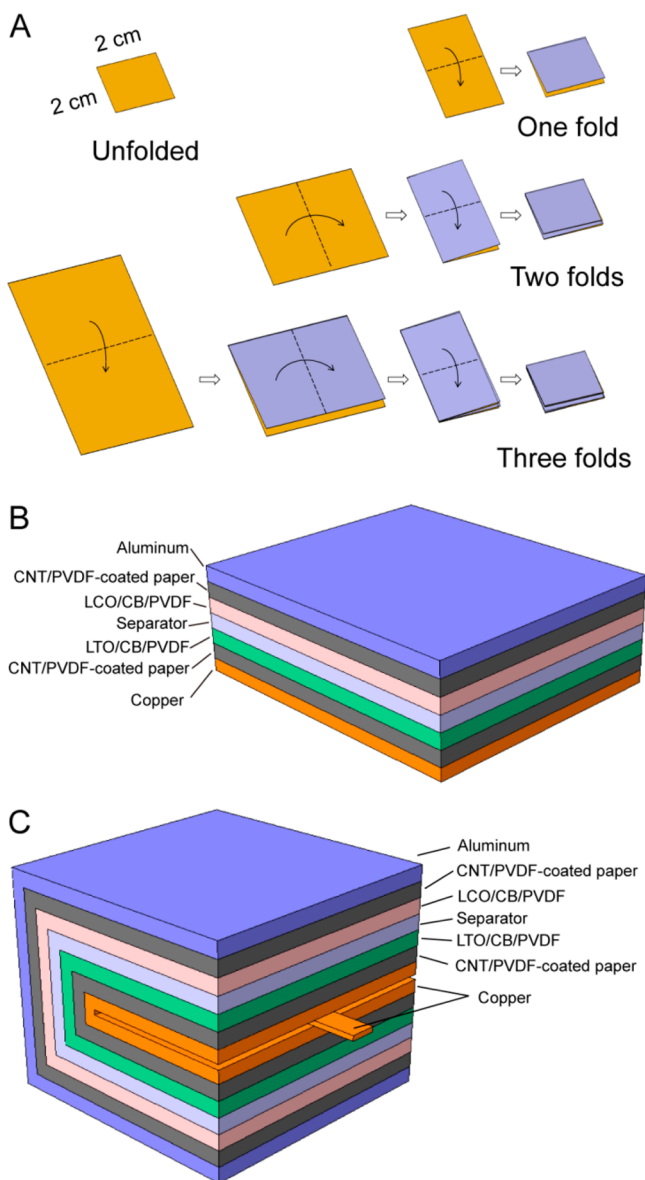 A
2 cm
2 cm
Unfolded
One fold
Two folds
Three folds
B
Aluminum
CNT/PVDF-coated paper
LCO/CB/PVDF
Separator
LTO/CB/PVDF
CNT/PVDF-coated paper
Copper
C
Aluminum
CNT/PVDF-coated paper
LCO/CB/PVDF
Separator
LTO/CB/PVDF
CNT/PVDF-coated paper
Copper